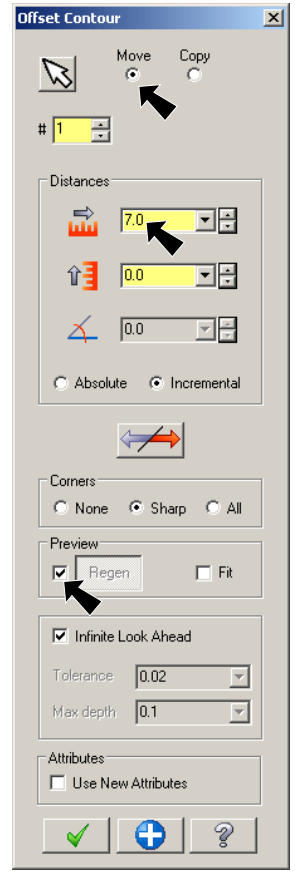 Offset Contour
Move Copy
# 1
Distances
7.0
0.0
0.0
Absolute Incremental
Corners
None Sharp All
Preview
Regen Fit
Infinite Look Ahead
Tolerance 0.02
Max depth 0.1
Attributes
Use New Attributes